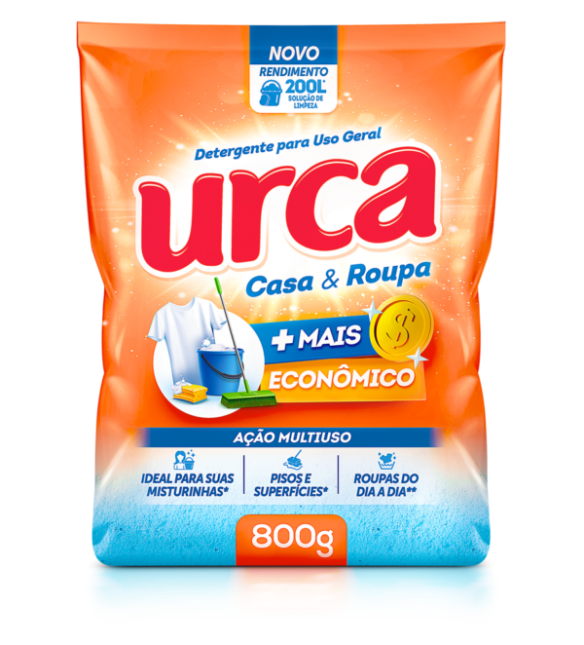 NOVO
RENDIMENTO
200L*
SOLUÇÃO DE
LIMPEZA
Detergente para Uso Geral
urca
Casa & Roupa
+ MAIS
$
ECONÔMICO
AÇÃO MULTIUSO
IDEAL PARA SUAS
MISTURINHAS*
PISOS E
SUPERFÍCIES*
ROUPAS DO
DIA A DIA**
800g